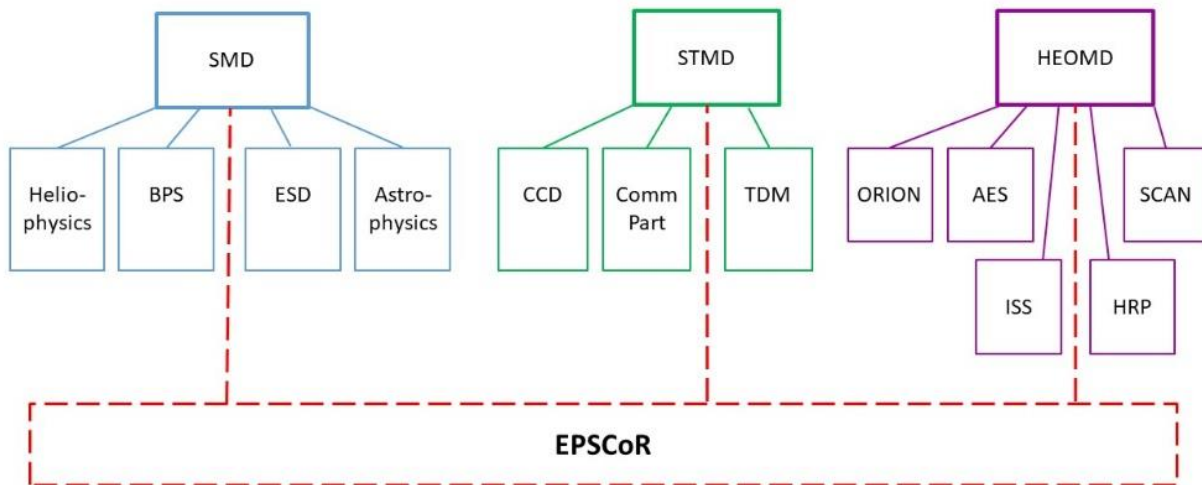 SMD
STMD
HEOMD
Helio-
physics
BPS
ESD
Astro-
physics
CCD
Comm
Part
TDM
ORION
AES
SCAN
ISS
HRP
EPSCoR